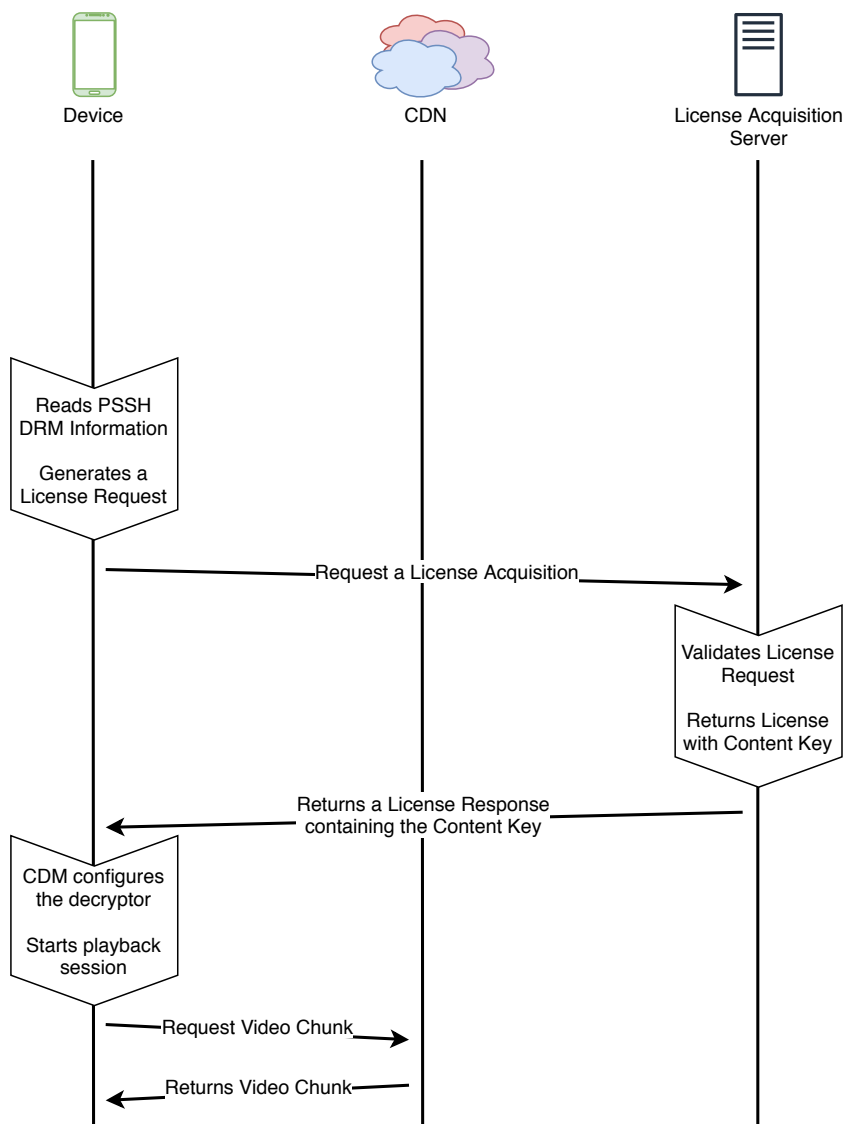 Device
CDN
License Acquisition
Server
Reads PSSH
DRM Information
Generates a
License Request
Request a License Acquisition
Validates License
Request
Returns License
with Content Key
Returns a License Response
containing the Content Key
CDM configures
the decryptor
Starts playback
session
Request Video Chunk
Returns Video Chunk